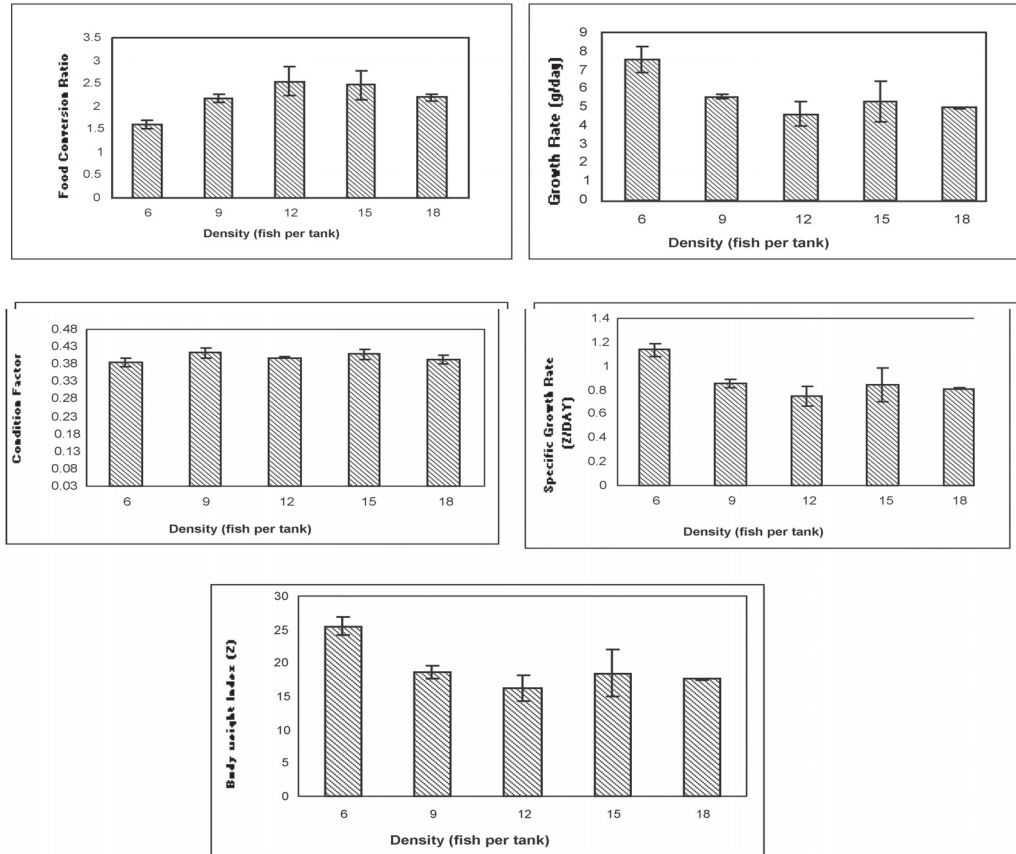 Food Conversion Ratio
3.5
3
2.5
2
1.5
1
0.5
0
6 9 12 15 18
Density (fish per tank)
Growth Rate (g/day)
9
8
7
6
5
4
3
2
1
0
6 9 12 15 18
Density (fish per tank)
Condition Factor
0.48
0.43
0.38
0.33
0.28
0.23
0.18
0.13
0.08
0.03
6 9 12 15 18
Density (fish per tank)
Specific Growth Rate
(%/DAY)
1.4
1.2
1
0.8
0.6
0.4
0.2
0
6 9 12 15 18
Density (fish per tank)
Body weight Index (%)
30
25
20
15
10
5
0
6 9 12 15 18
Density (fish per tank)